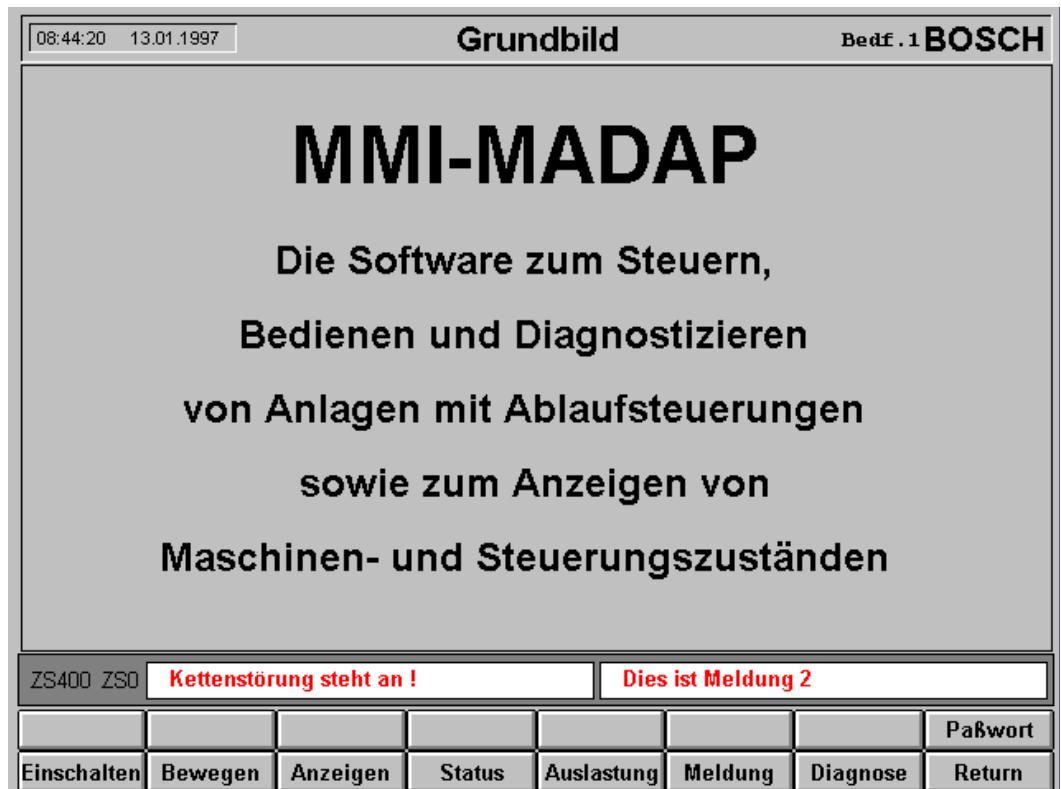 08:44:20 13.01.1997 Grundbild Bedf.1 BOSCH
MMI-MADAP
Die Software zum Steuern,
Bedienen und Diagnostizieren
von Anlagen mit Ablaufsteuerungen
sowie zum Anzeigen von
Maschinen- und Steuerungszuständen
ZS400 ZS0 Kettenstörung steht an ! Dies ist Meldung 2
Paßwort
Einschalten Bewegen Anzeigen Status Auslastung Meldung Diagnose Return